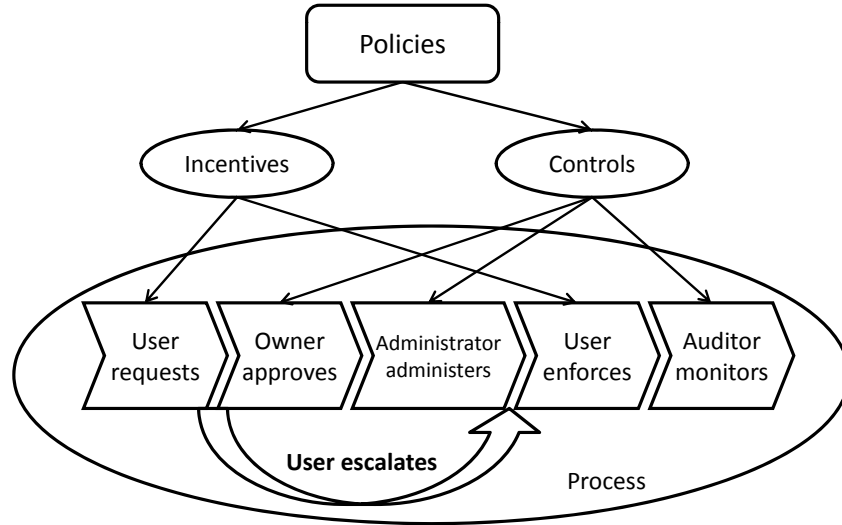 Policies
Incentives
Controls
User
requests
Owner
approves
Administrator
administers
User
enforces
Auditor
monitors
User escalates
Process